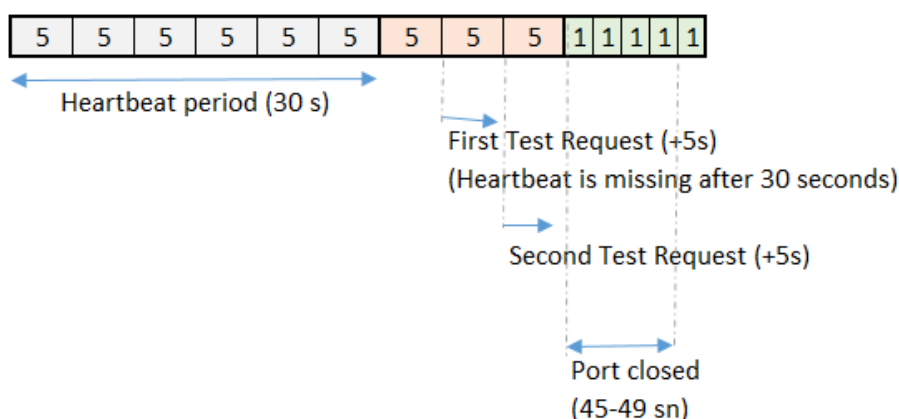 5 5 5 5 5 5 5 5 5 1 1 1 1 1
Heartbeat period (30 s)
First Test Request (+5s)
(Heartbeat is missing after 30 seconds)
Second Test Request (+5s)
Port closed
(45-49 sn)